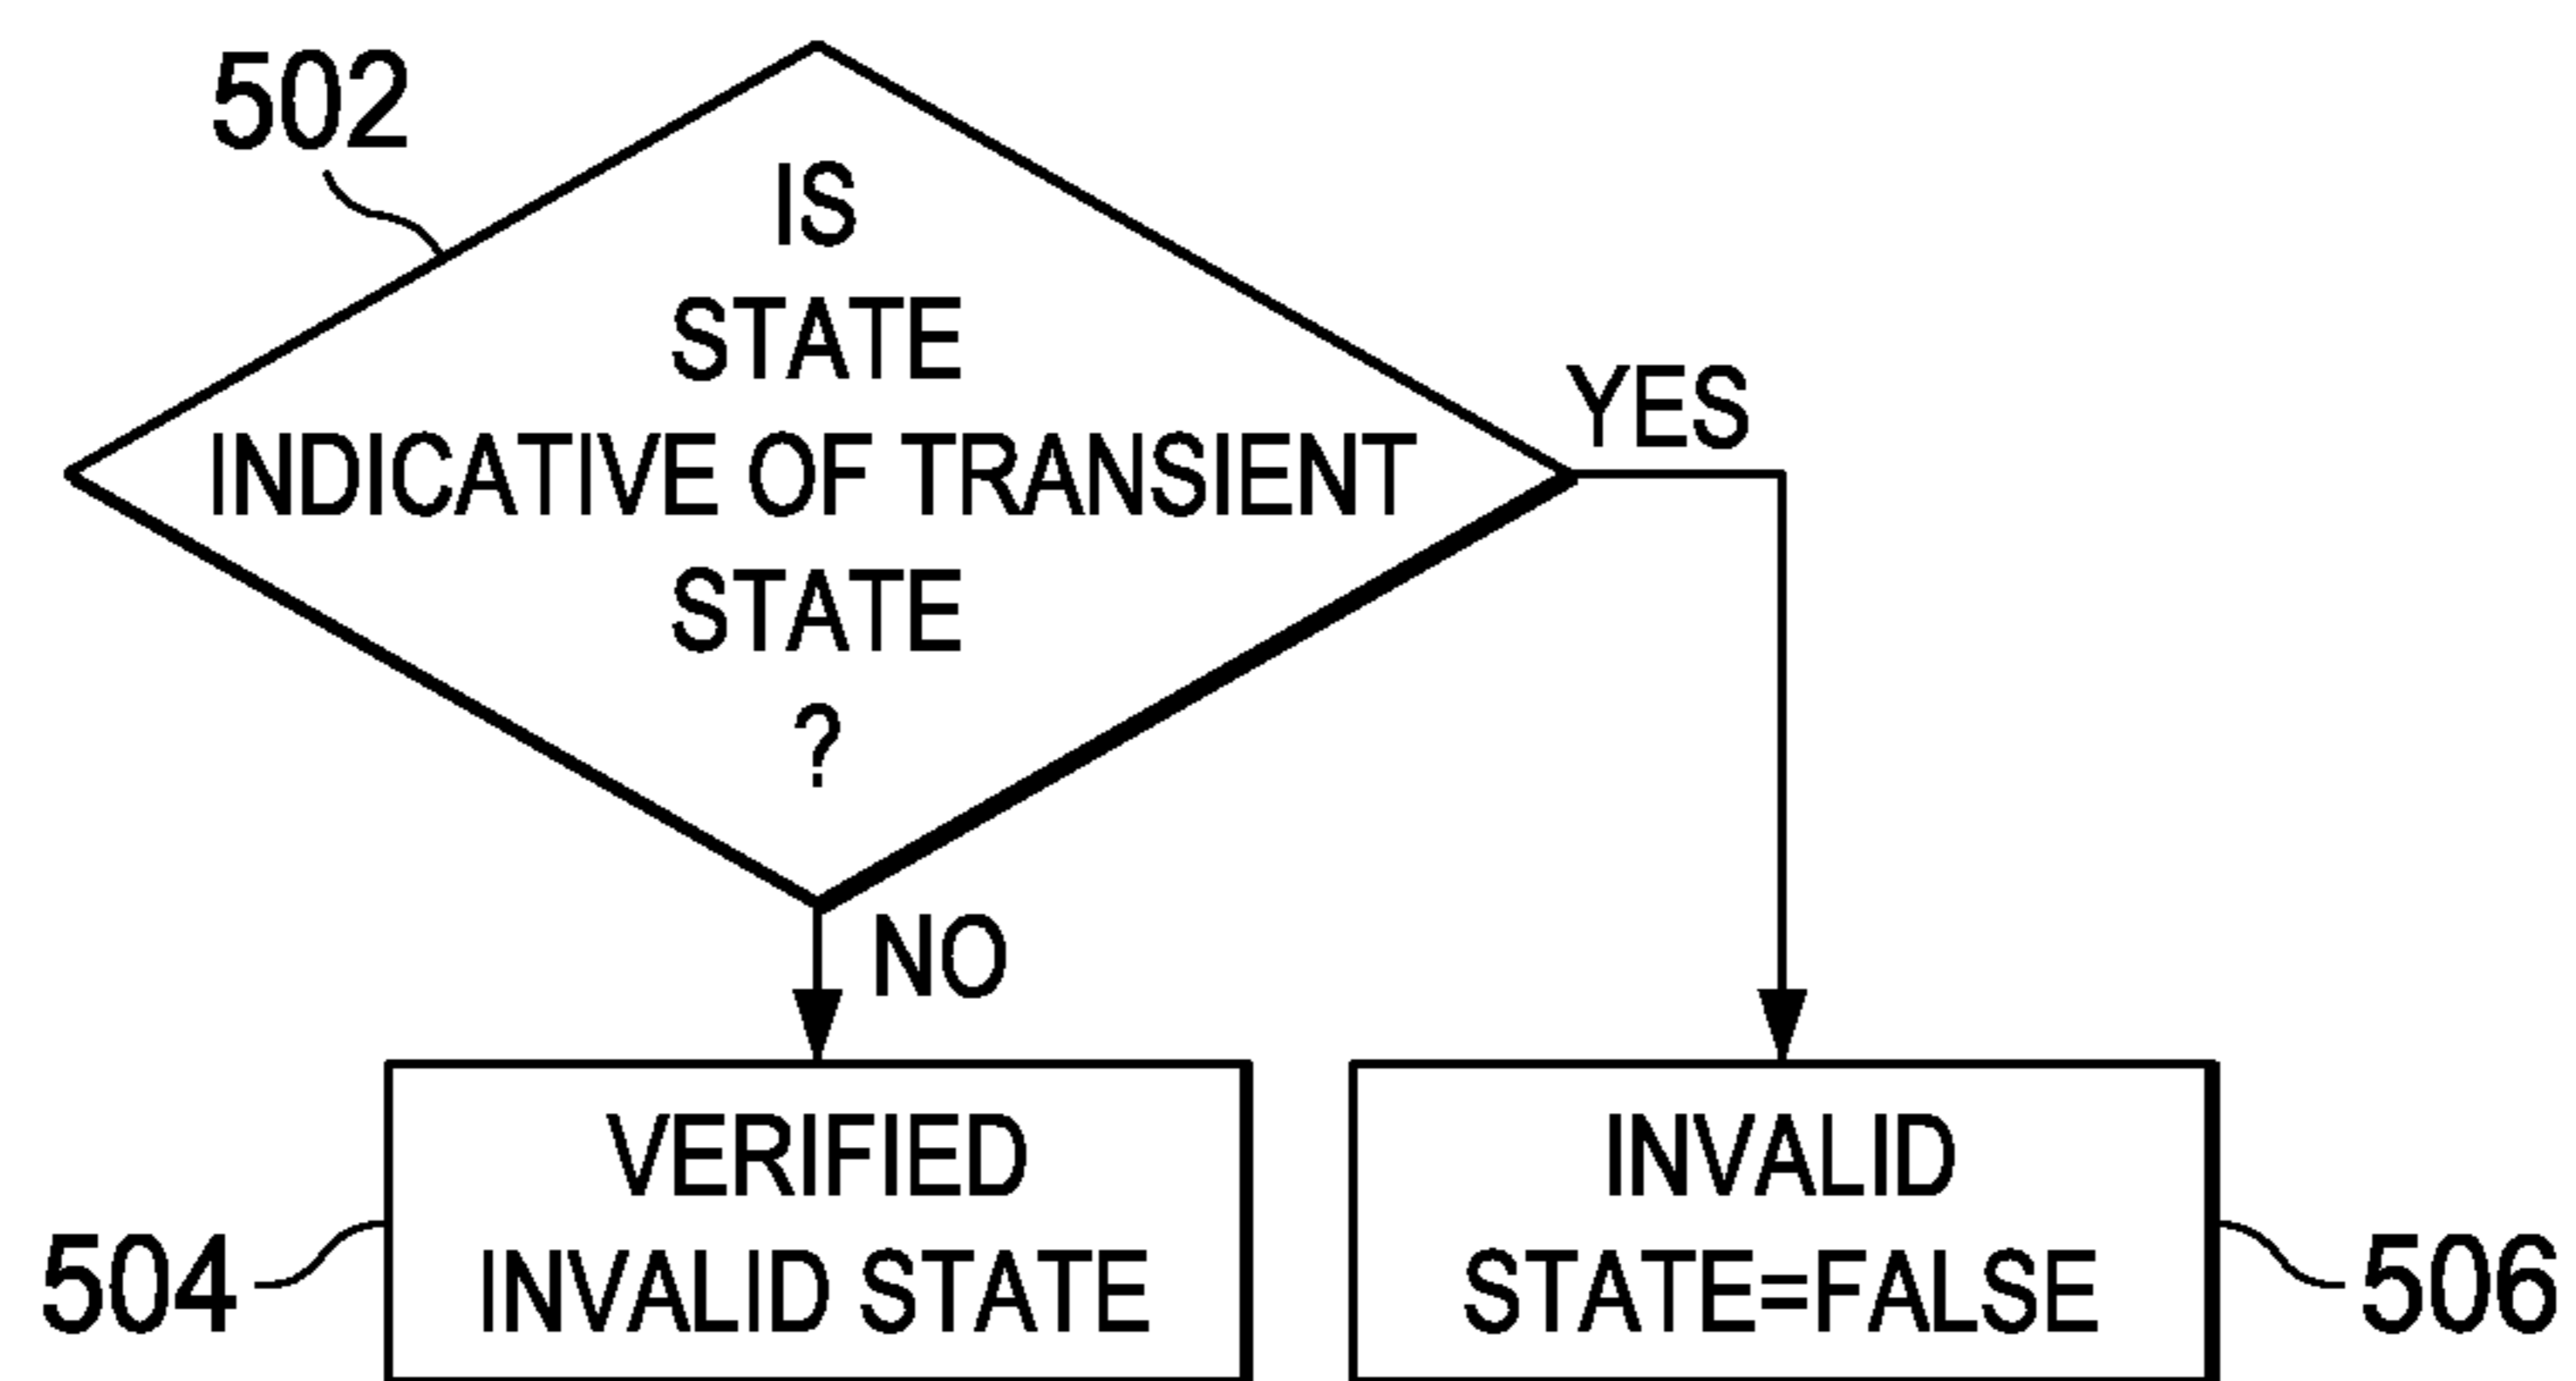 502
IS
STATE
INDICATIVE OF TRANSIENT
STATE
?
YES
NO
VERIFIED
INVALID STATE
504
INVALID
STATE=FALSE
506